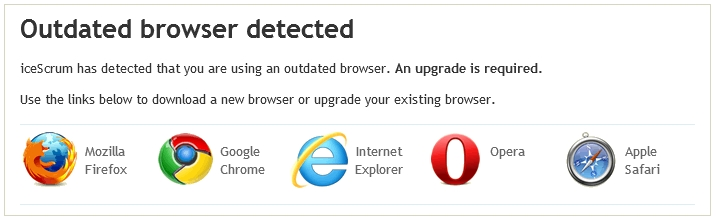 Outdated browser detected
iceScrum has detected that you are using an outdated browser. An upgrade is required.
Use the links below to download a new browser or upgrade your existing browser.
Mozilla
Firefox
Google
Chrome
Internet
Explorer
Opera
Apple
Safari